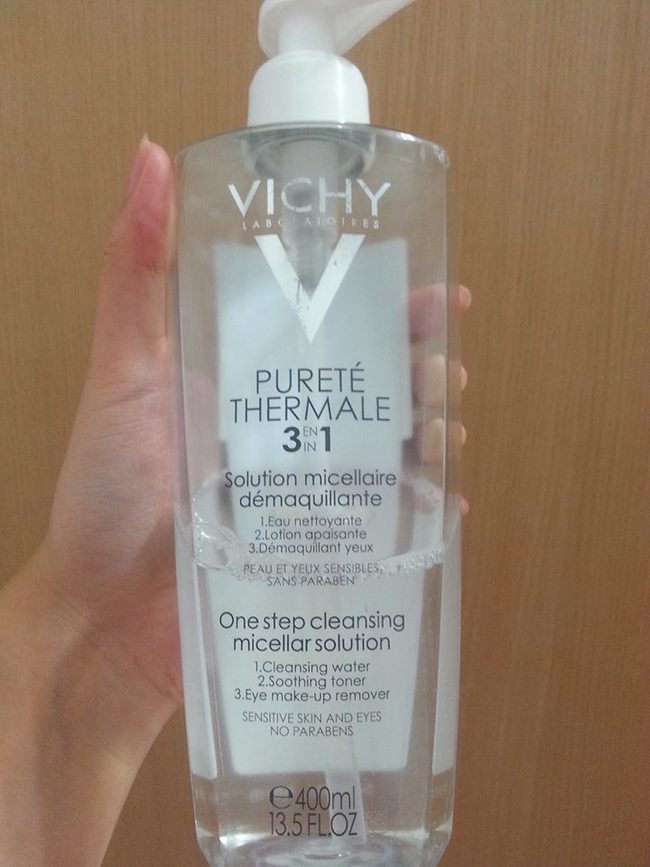 VICHY
LABORATOIRES
V
PURETÉ
THERMALE
3 EN IN 1
Solution micellaire
démaquillante
1.Eau nettoyante
2.Lotion apaisante
3.Démaquillant yeux
PEAU ET YEUX SENSIBLES
SANS PARABEN
One step cleansing
micellar solution
1.Cleansing water
2.Soothing toner
3.Eye make-up remover
SENSITIVE SKIN AND EYES
NO PARABENS
℮400ml
13.5 FL.OZ